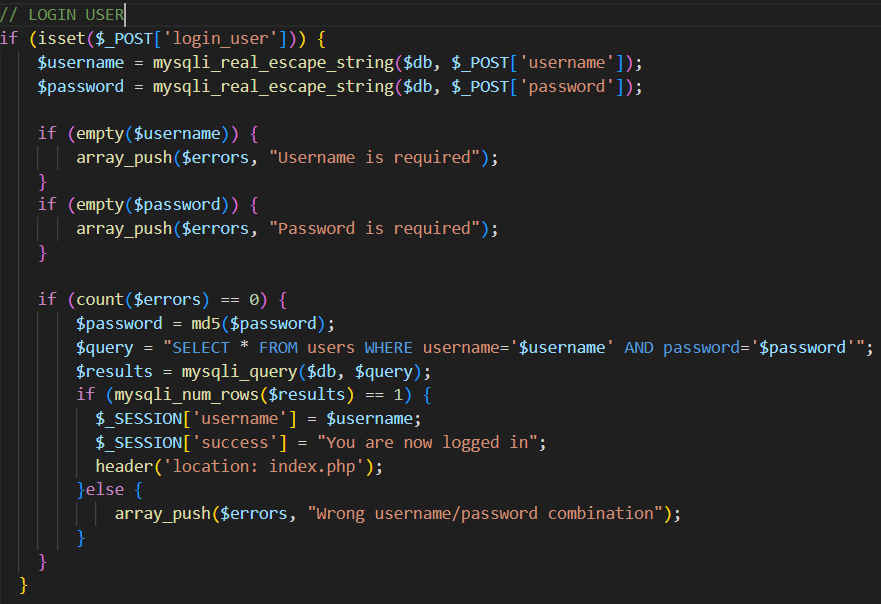 // LOGIN USER
if (isset($_POST['login_user'])) {
    $username = mysqli_real_escape_string($db, $_POST['username']);
    $password = mysqli_real_escape_string($db, $_POST['password']);

    if (empty($username)) {
        array_push($errors, "Username is required");
    }
    if (empty($password)) {
        array_push($errors, "Password is required");
    }

    if (count($errors) == 0) {
        $password = md5($password);
        $query = "SELECT * FROM users WHERE username='$username' AND password='$password'";
        $results = mysqli_query($db, $query);
        if (mysqli_num_rows($results) == 1) {
          $_SESSION['username'] = $username;
          $_SESSION['success'] = "You are now logged in";
          header('location: index.php');
        }else {
            array_push($errors, "Wrong username/password combination");
        }
    }
  }